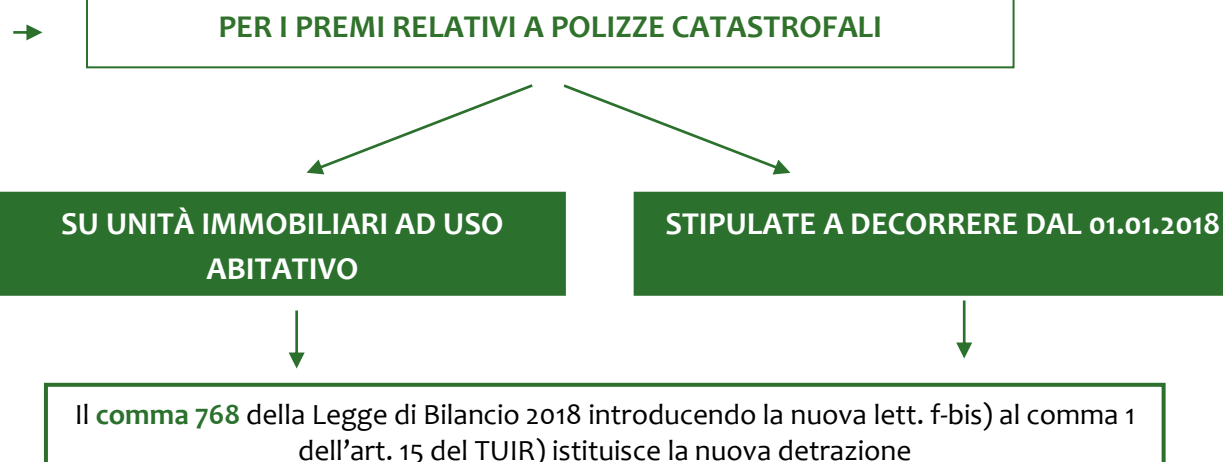 PER I PREMI RELATIVI A POLIZZE CATASTROFALI
SU UNITÀ IMMOBILIARI AD USO
ABITATIVO
STIPULATE A DECORRERE DAL 01.01.2018
Il comma 768 della Legge di Bilancio 2018 introducendo la nuova lett. f-bis) al comma 1
dell'art. 15 del TUIR) istituisce la nuova detrazione